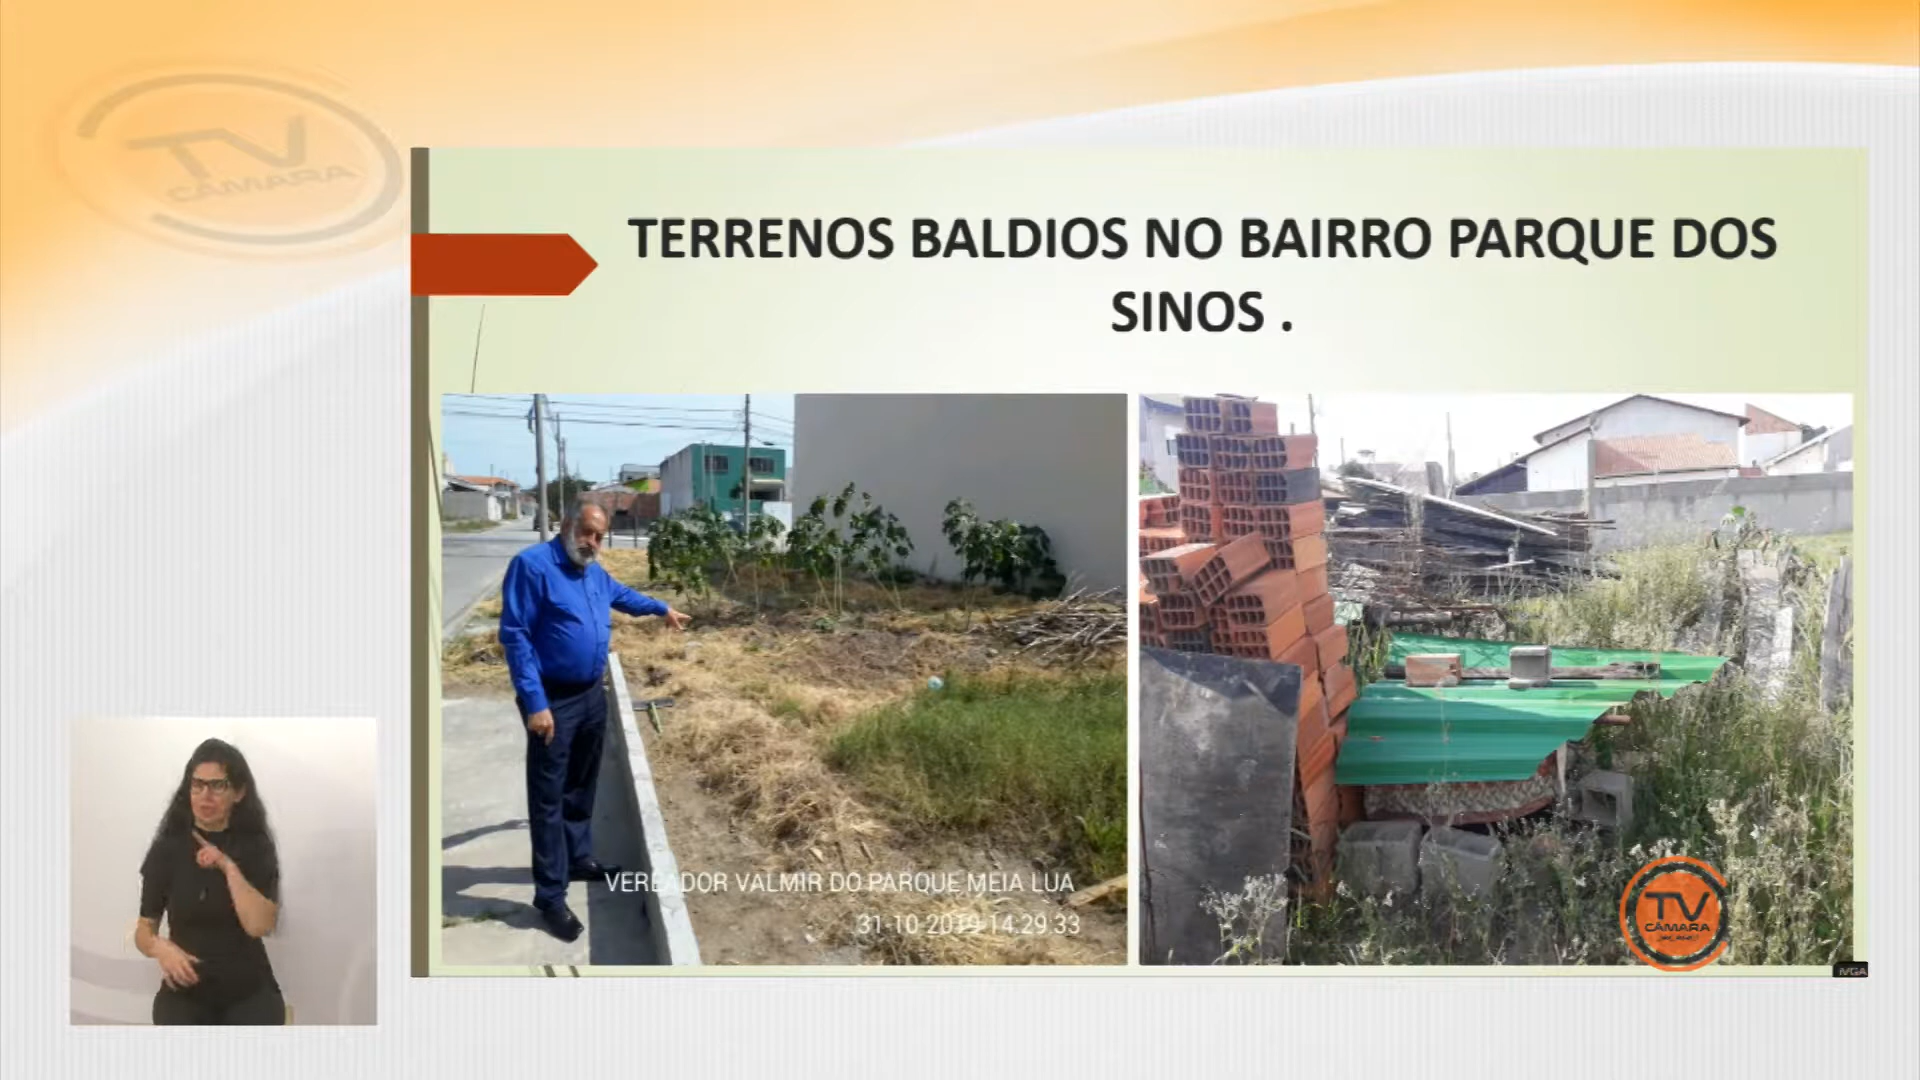 TV
CÂMARA
TERRENOS BALDIOS NO BAIRRO PARQUE DOS
SINOS .
VEREADOR VALMIR DO PARQUE MEIA LUA
31-10 2019 14:29:33
TV
CÂMARA